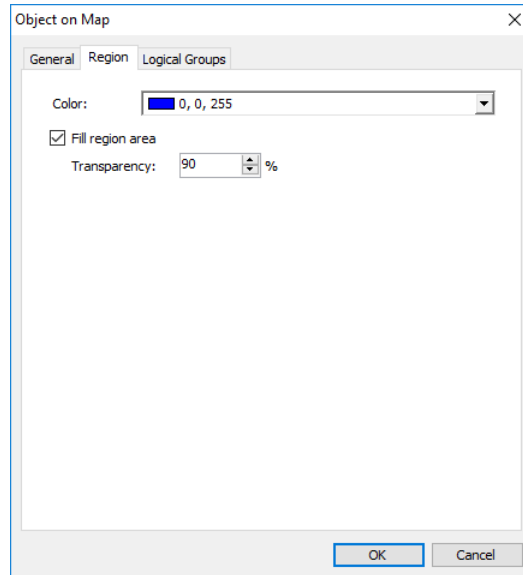 Object on Map
General Region Logical Groups
Color: 0, 0, 255
Fill region area
Transparency: 90 %
OK Cancel